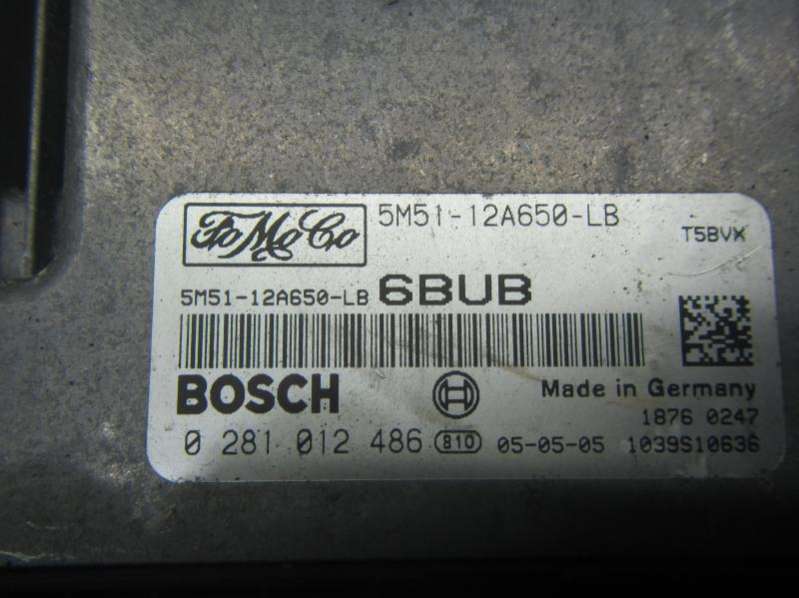 FoMoCo 5M51-12A650-LB
T5BVX
5M51-12A650-LB 6BUB
BOSCH Made in Germany
1876 0247
0 281 012 486 810 05-05-05 1039S10636